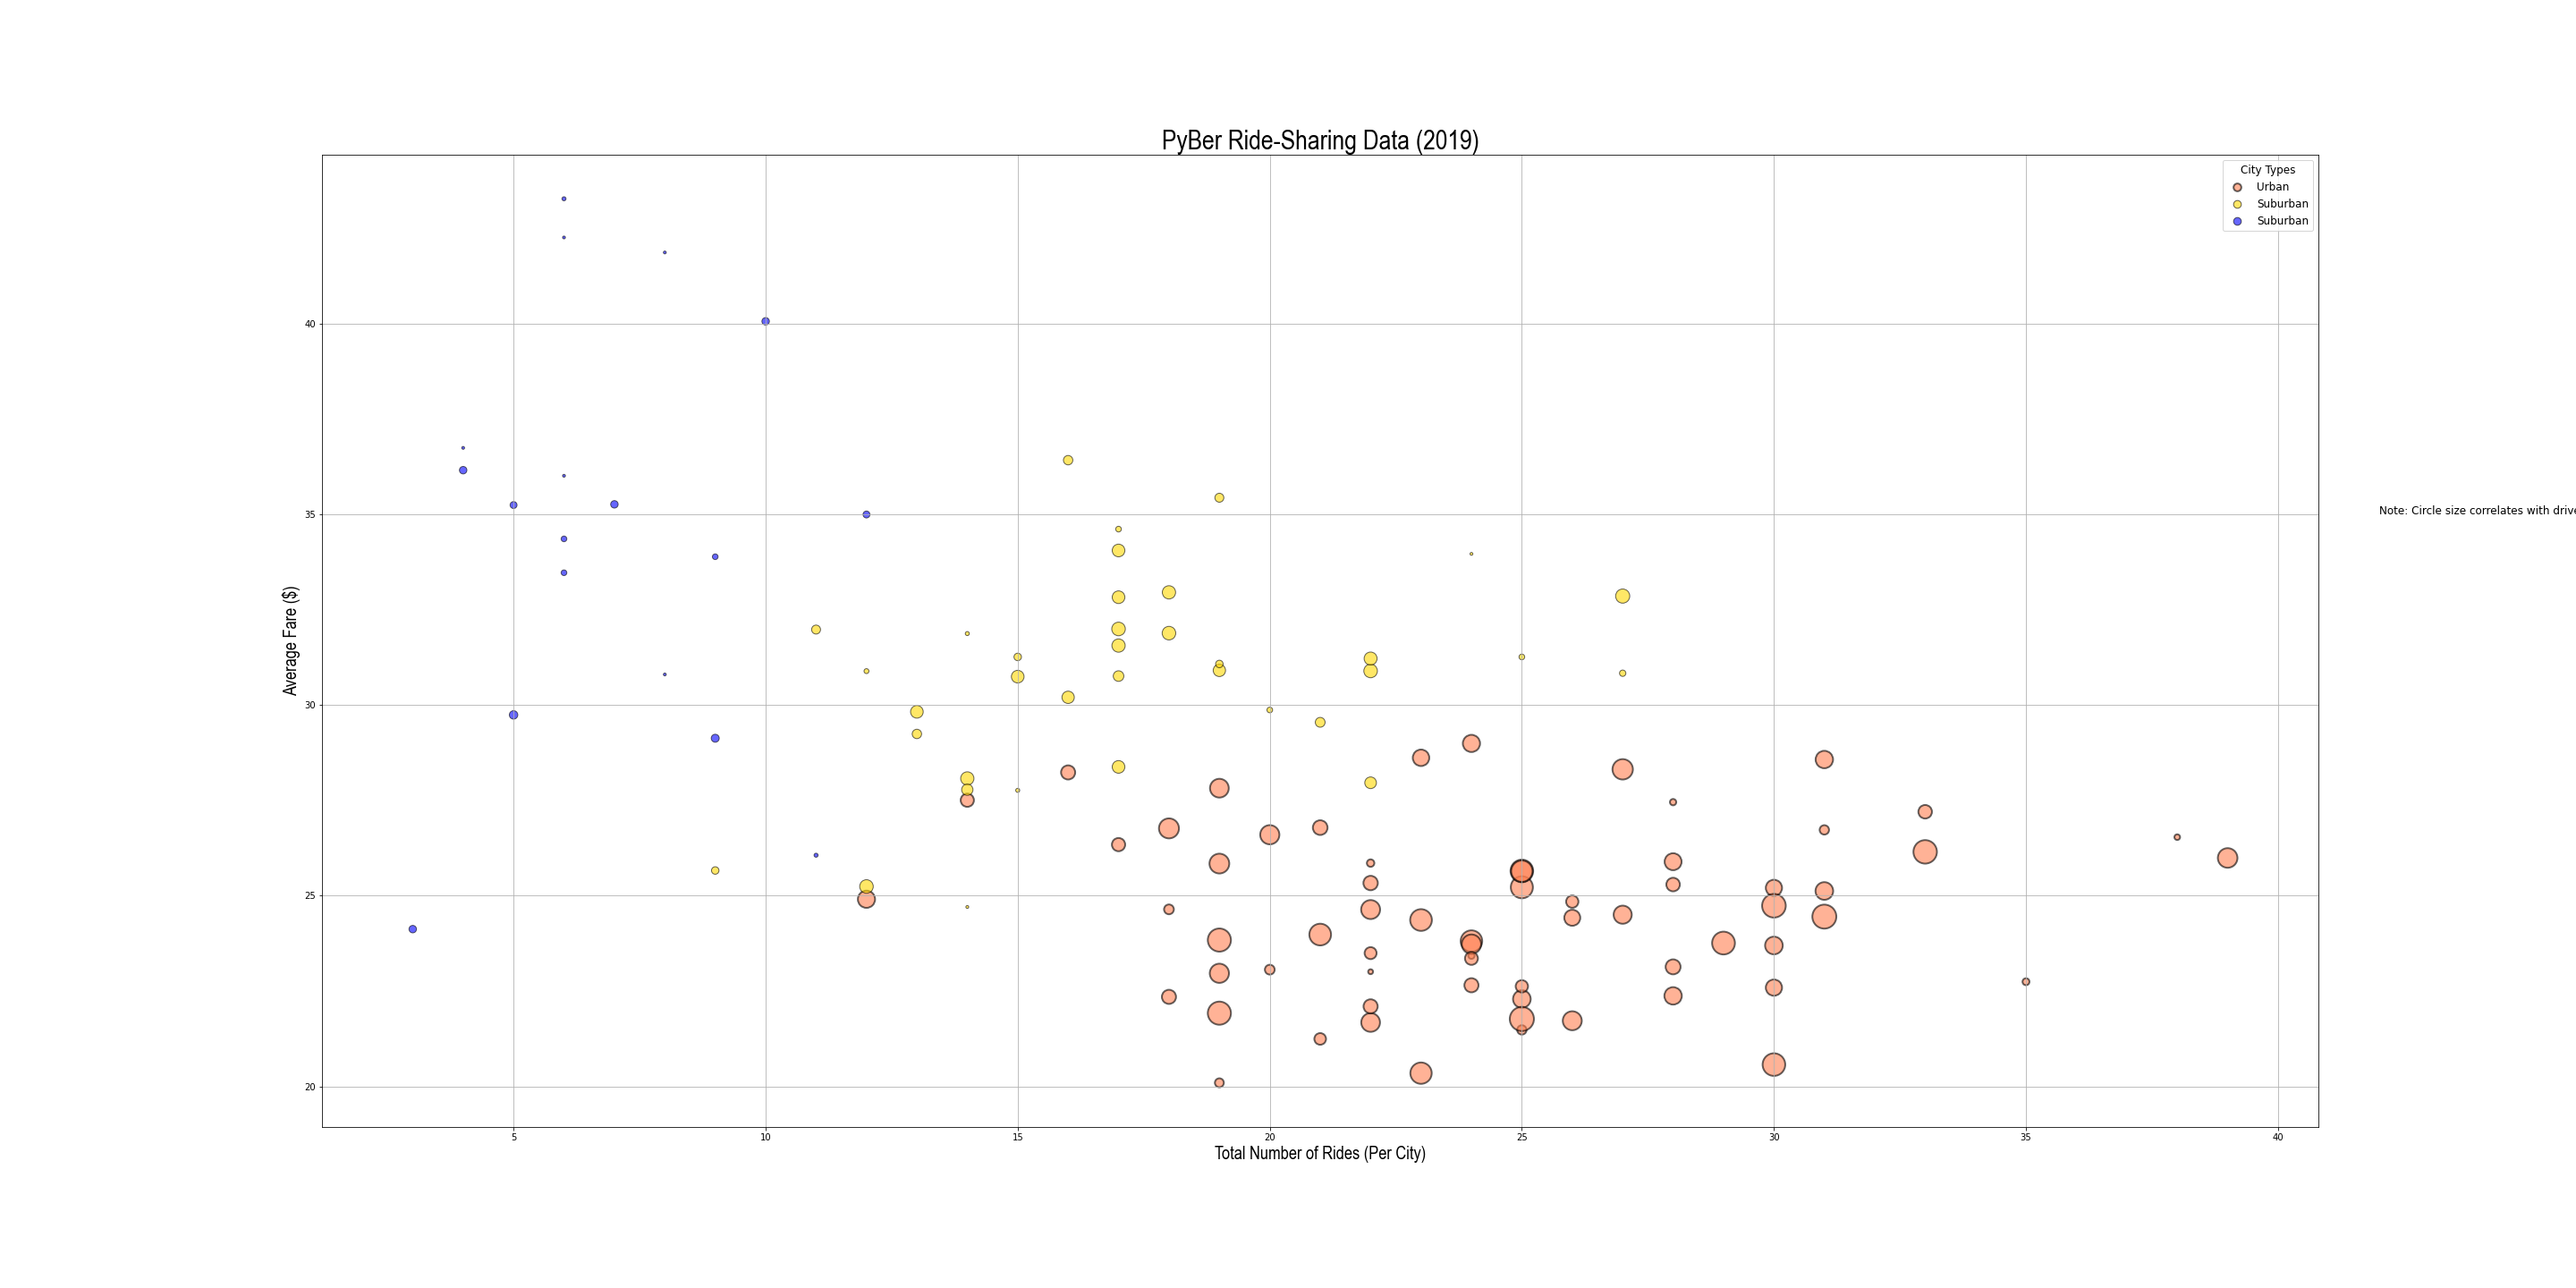 PyBer Ride-Sharing Data (2019)
City Types
Urban
Suburban
Suburban
40
35
30
25
20
Average Fare ($)
Note: Circle size correlates with
5
10
15
20
25
30
35
40
Total Number of Rides (Per City)